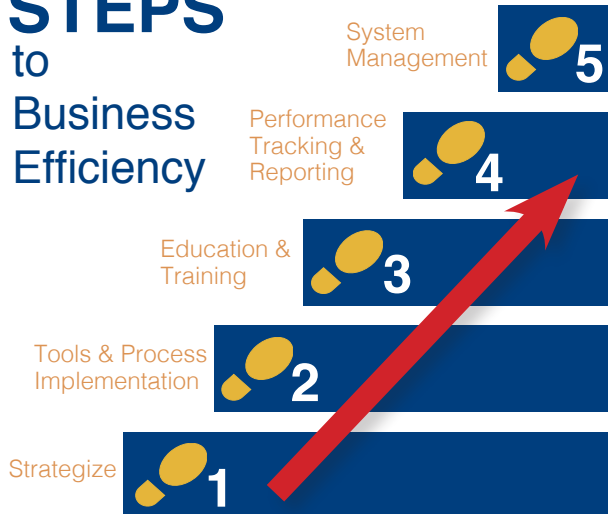 STEPS
to
Business
Efficiency
System
Management
5
Performance
Tracking &
Reporting
4
Education &
Training
3
Tools & Process
Implementation
2
Strategize
1